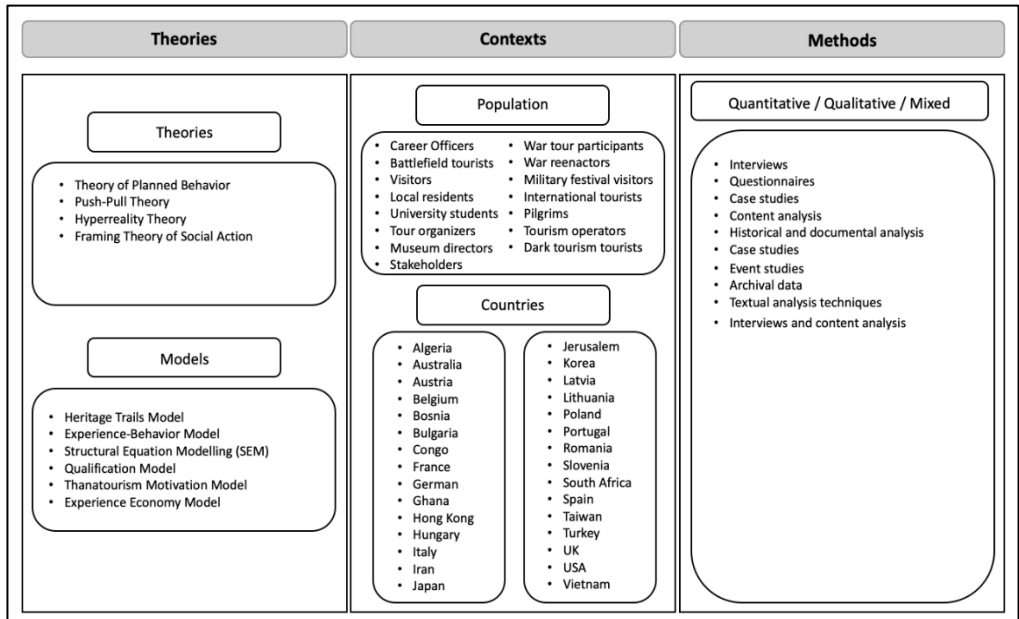 Theories
Contexts
Methods
Theories
• Theory of Planned Behavior
• Push-Pull Theory
• Hyperreality Theory
• Framing Theory of Social Action
Models
• Heritage Trails Model
• Experience-Behavior Model
• Structural Equation Modelling (SEM)
• Qualification Model
• Thanatourism Motivation Model
• Experience Economy Model
Population
• Career Officers
• Battlefield tourists
• Visitors
• Local residents
• University students
• Tour organizers
• Museum directors
• Stakeholders
• War tour participants
• War reenactors
• Military festival visitors
• International tourists
• Pilgrims
• Tourism operators
• Dark tourism tourists
Countries
• Algeria
• Australia
• Austria
• Belgium
• Bosnia
• Bulgaria
• Congo
• France
• German
• Ghana
• Hong Kong
• Hungary
• Italy
• Iran
• Japan
• Jerusalem
• Korea
• Latvia
• Lithuania
• Poland
• Portugal
• Romania
• Slovenia
• South Africa
• Spain
• Taiwan
• Turkey
• UK
• USA
• Vietnam
Quantitative / Qualitative / Mixed
• Interviews
• Questionnaires
• Case studies
• Content analysis
• Historical and documental analysis
• Case studies
• Event studies
• Archival data
• Textual analysis techniques
• Interviews and content analysis